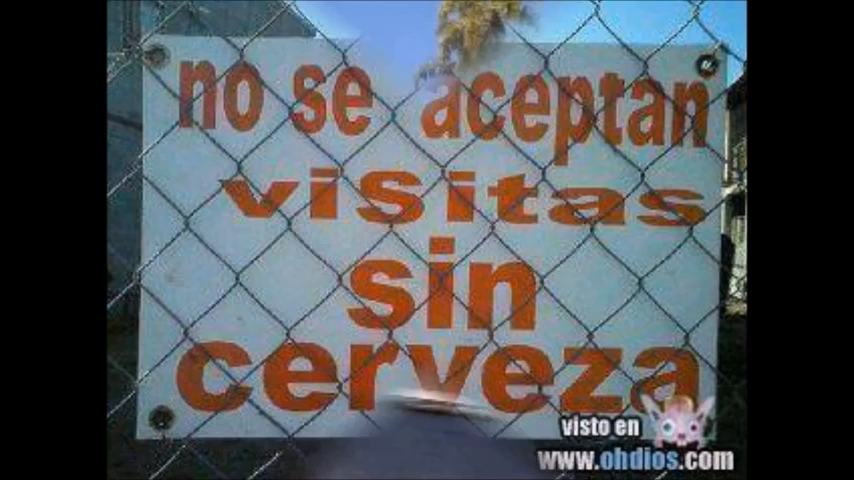 no se aceptan
visitas
sin
cerveza
visto en
www.ohdios.com